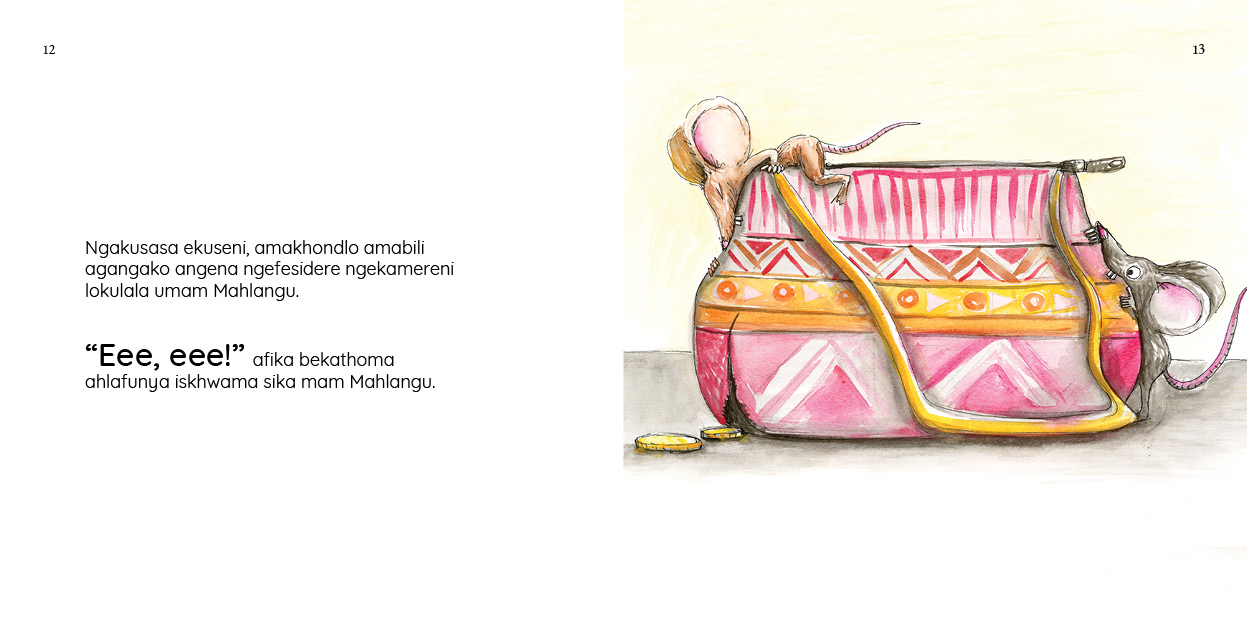 12
13
Ngakusasa ekuseni, amakhondlo amabili
agangako angena ngefesidere ngekamereni
lokulala umam Mahlangu.
“Eee, eee!” afika bekathoma
ahlafunya iskhwama sika mam Mahlangu.